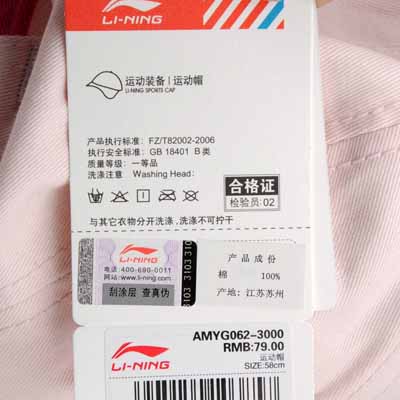 LI-NING
运动装备|运动帽
LI-NING SPORTS CAP
产品执行标准: FZ/T82002-2006
执行安全标准: GB 18401 B类
质量等级: 一等品
洗涤注意 Washing Head:
合格证
检验员:02
与其它衣物分开洗涤,洗涤不可拧干
LI-NING
电话:400-690-0011
网站:www.li-ning.com
刮涂层 查真伪
产品成份
棉 100%
产地:江苏苏州
LI-NING
AMYG062-3000
RMB:79.00
运动帽
SIZE:58cm